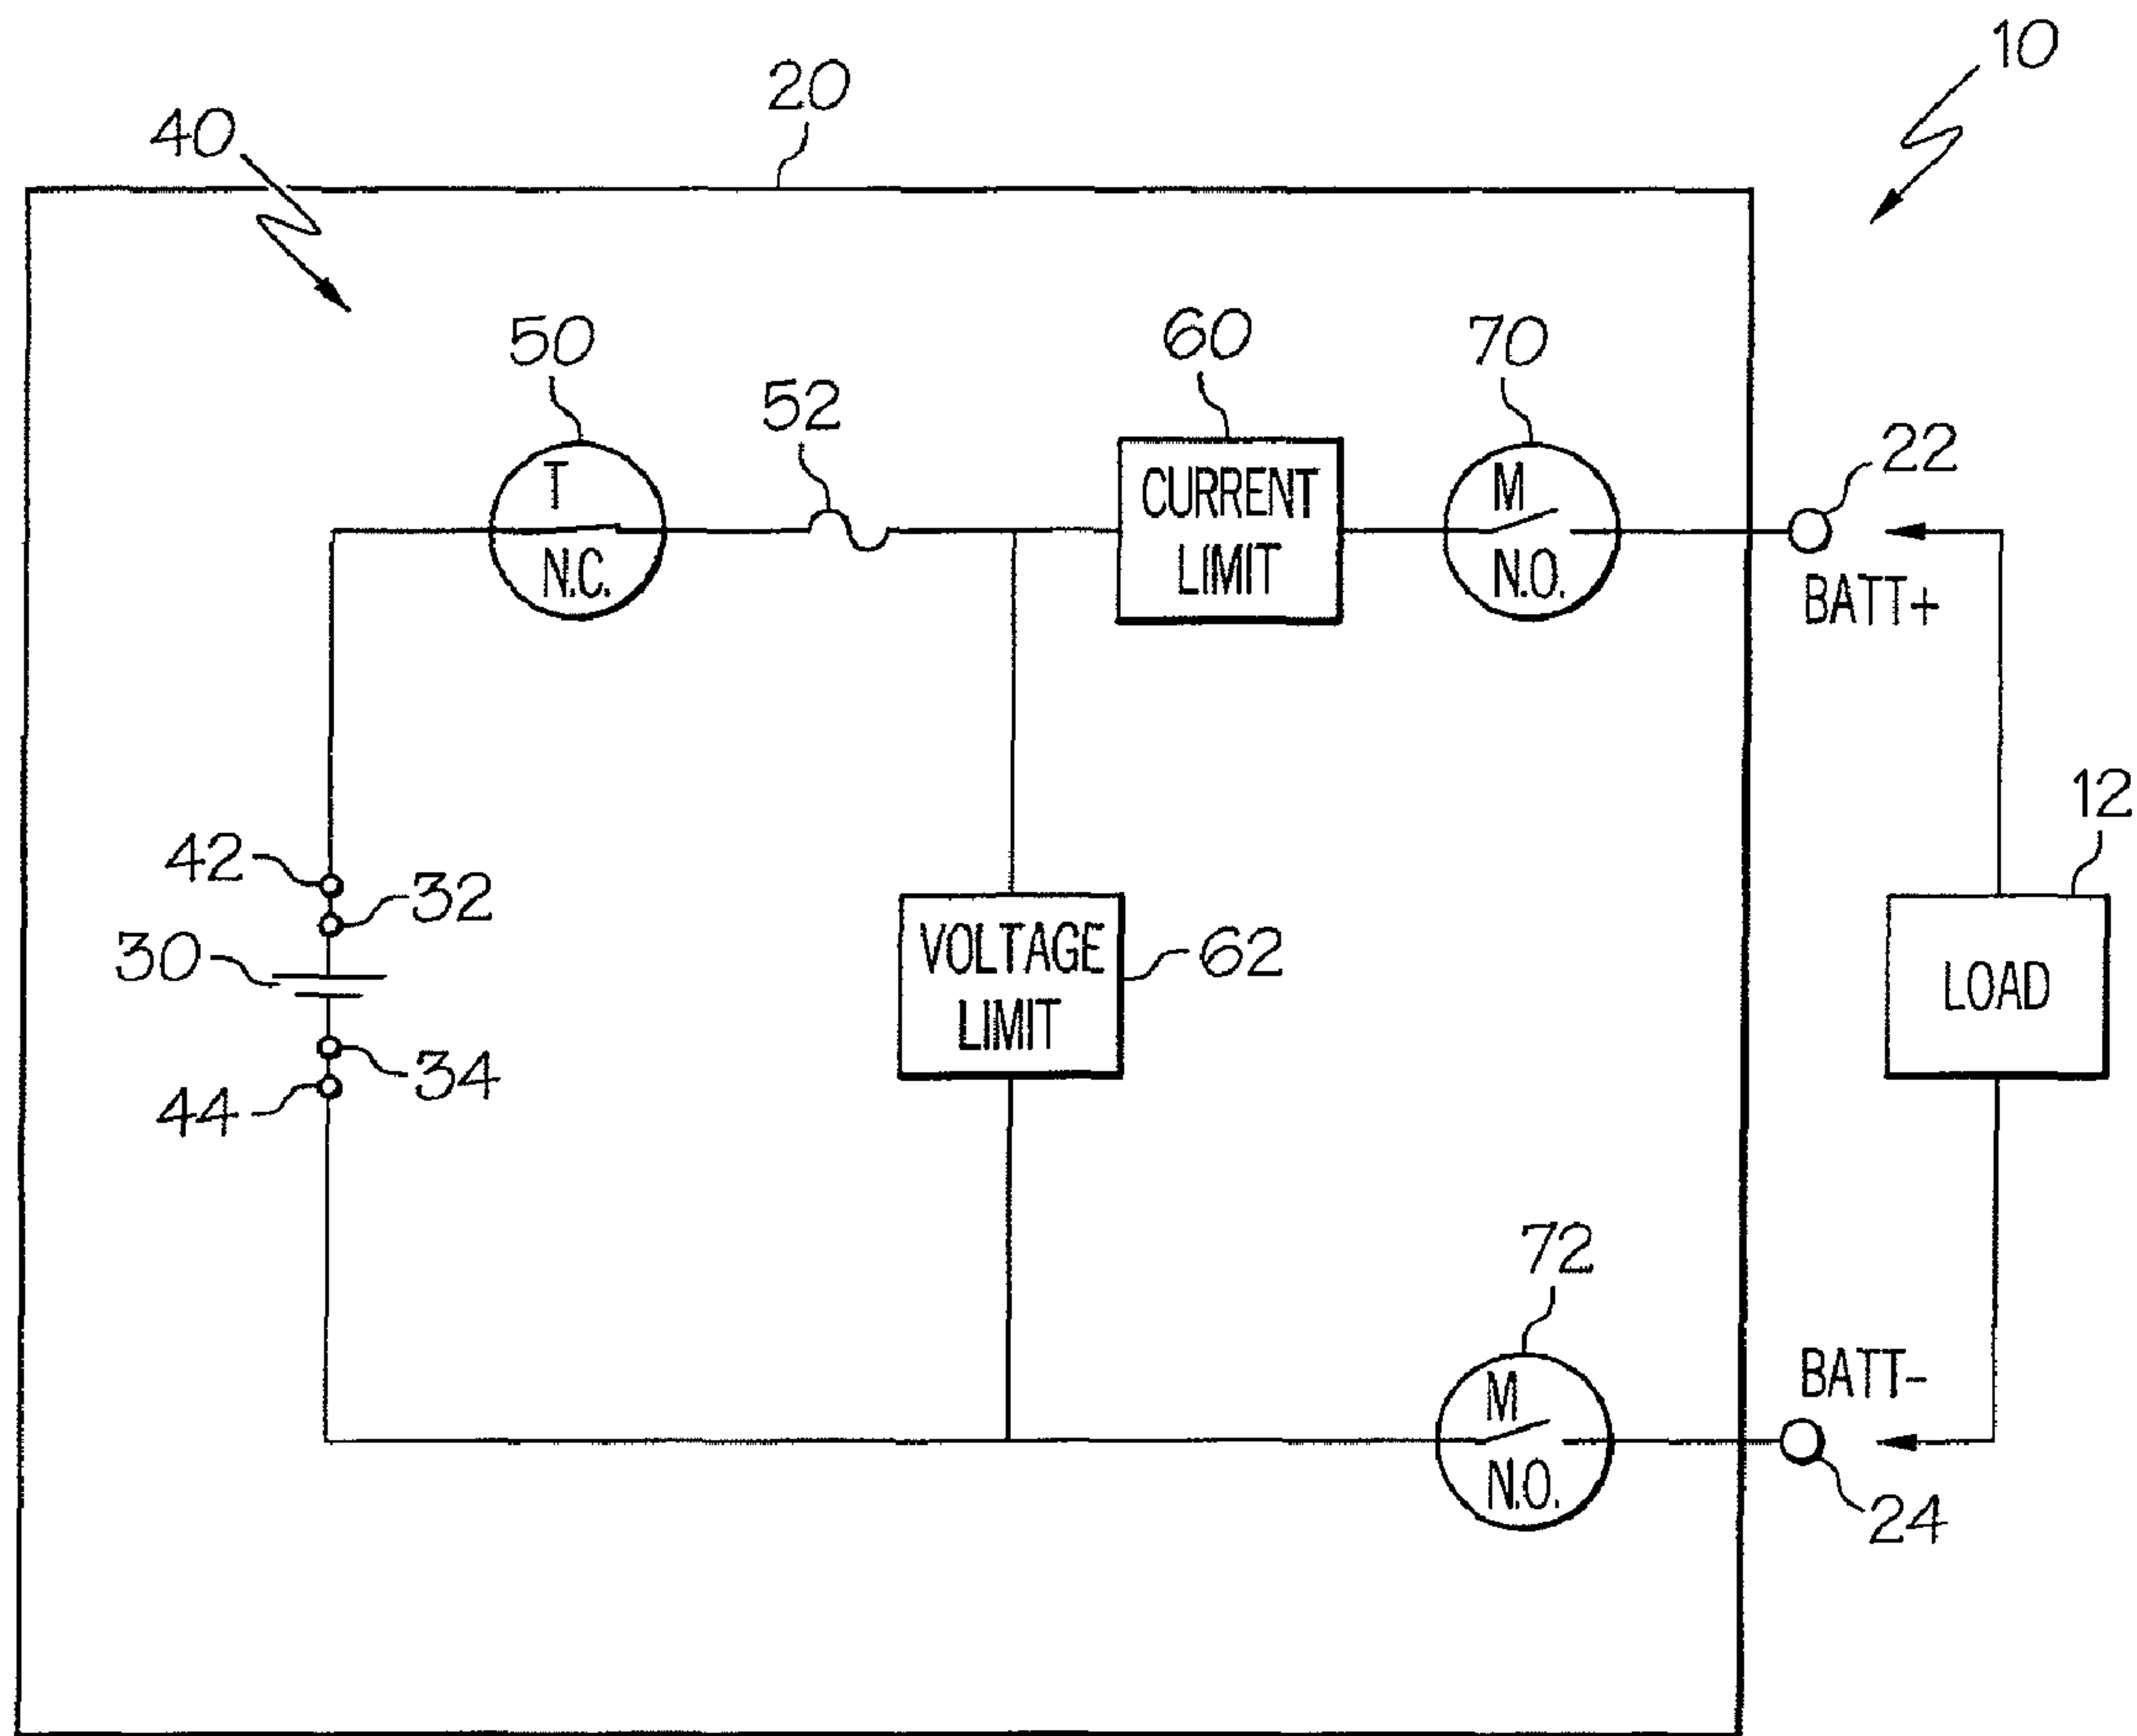 10
20
40
50
52
60
70
T
N.C.
CURRENT
LIMIT
M
N.O.
22
BATT+
12
42
32
30
VOLTAGE
LIMIT
62
LOAD
34
44
72
M
N.O.
BATT-
24